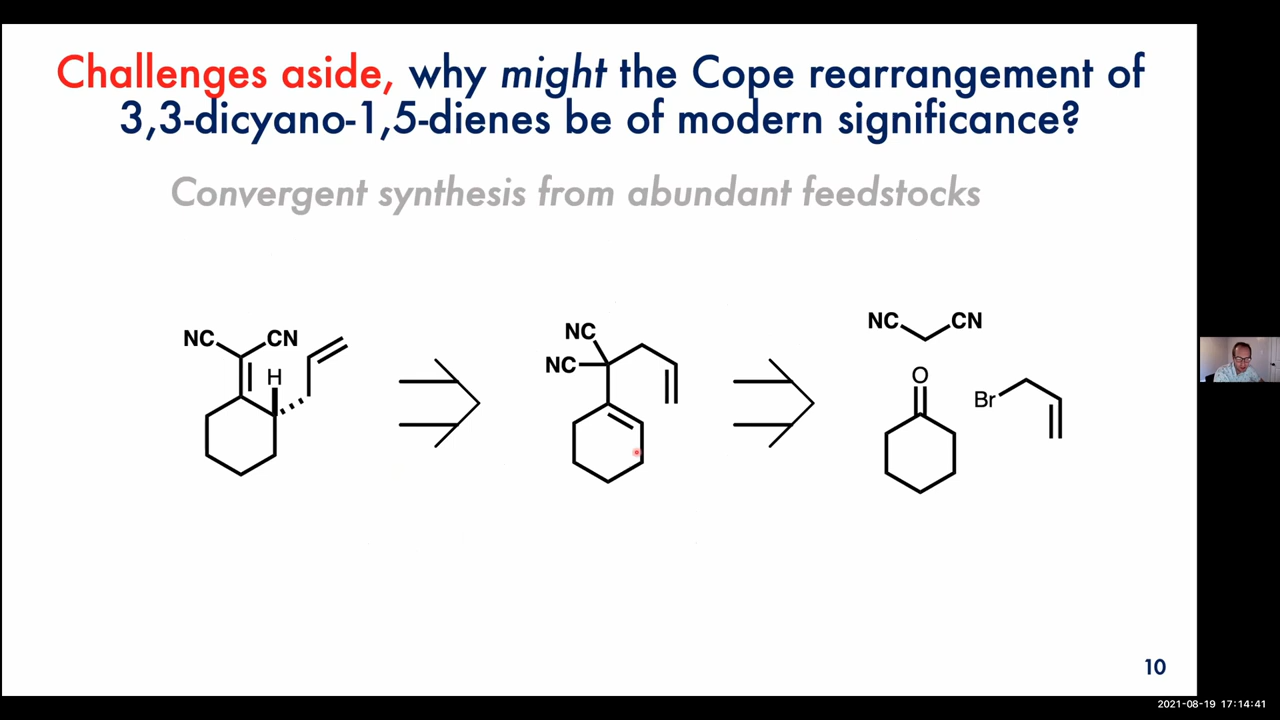 Challenges aside, why might the Cope rearrangement of
3,3-dicyano-1,5-dienes be of modern significance?
Convergent synthesis from abundant feedstocks
NC CN
H
NC
NC
NC CN
O
Br
10
2021-08-19 17:14:41